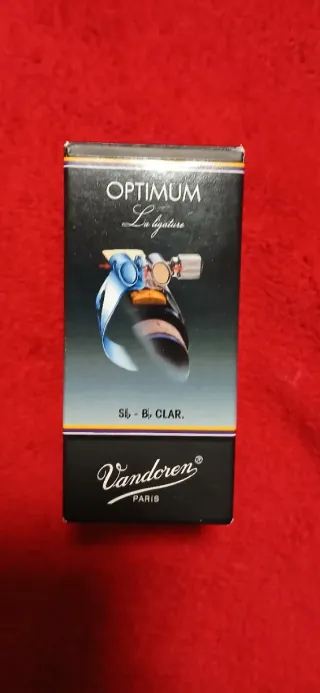 OPTIMUM
La ligature
SI♭ - B♭ CLAR.
Vandoren®
PARIS